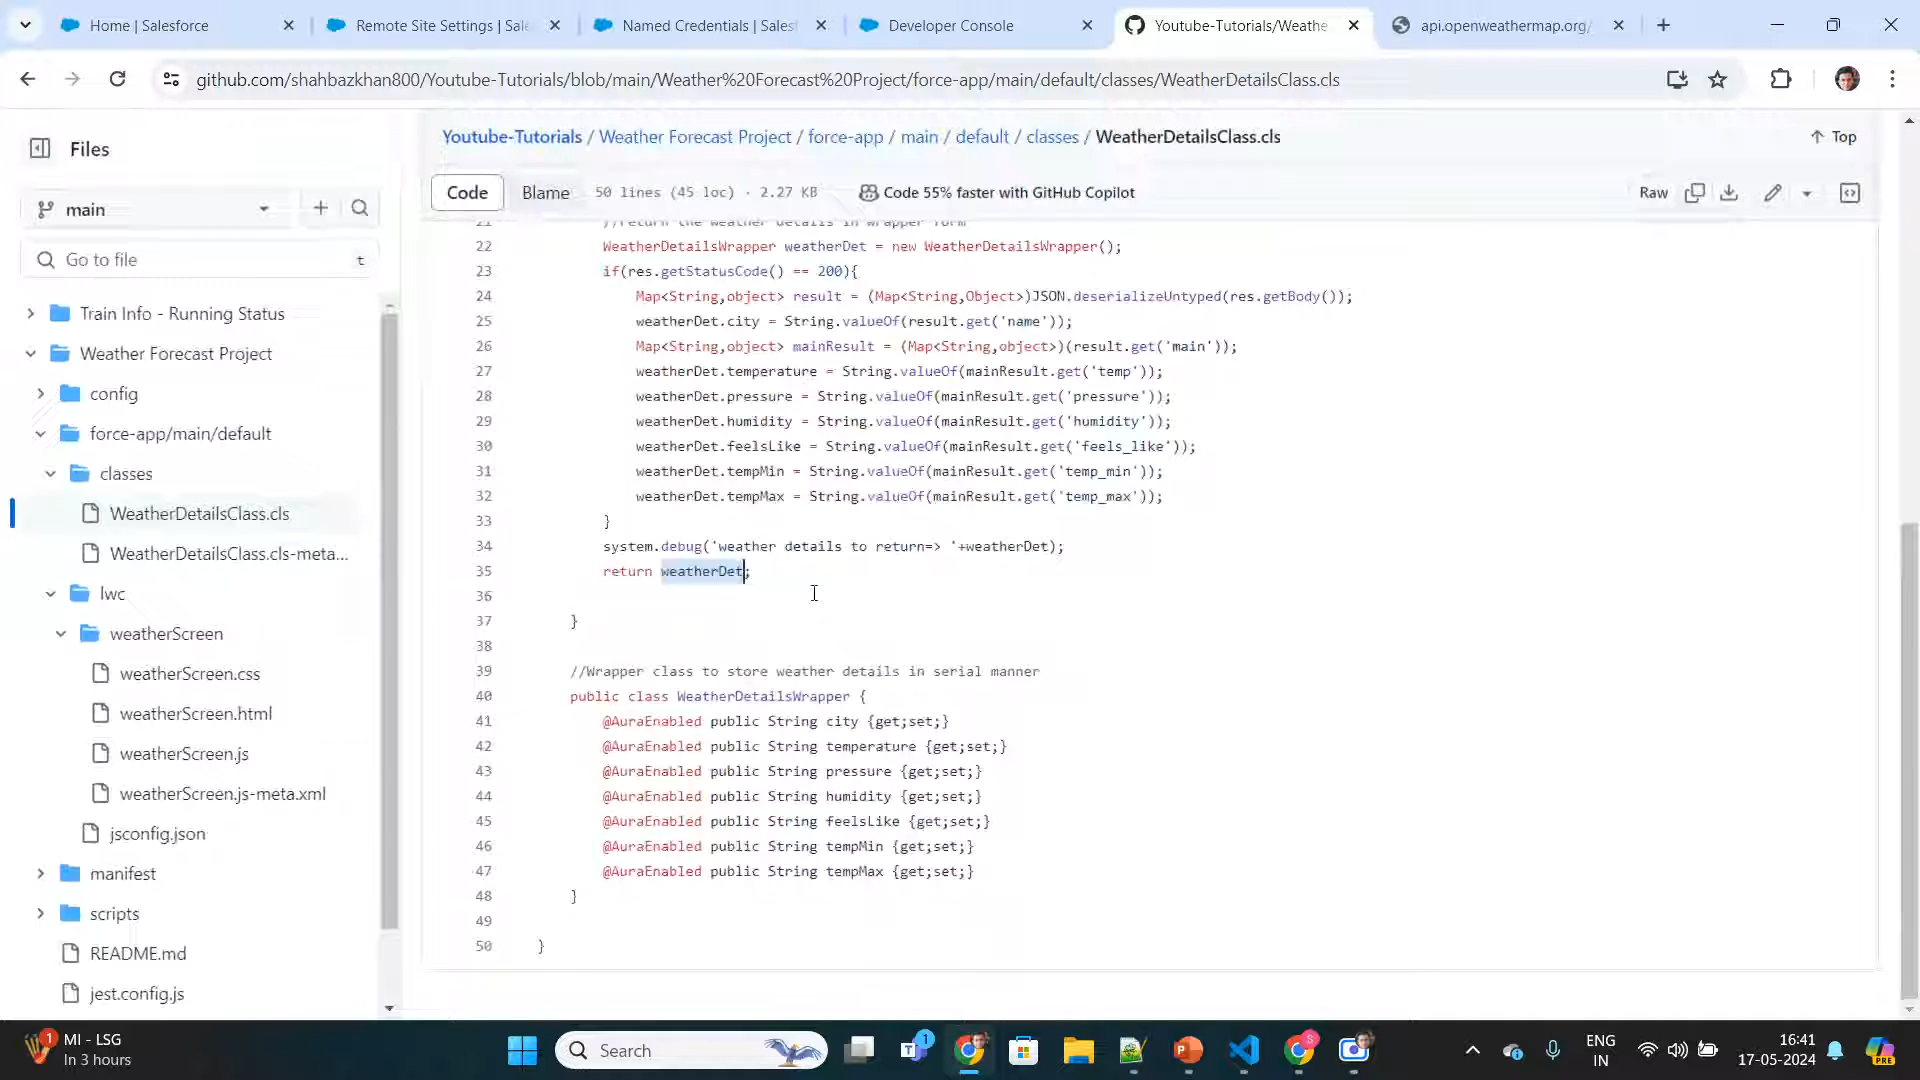 Home | Salesforce
Remote Site Settings | Sale
Named Credentials | Salesf
Developer Console
Youtube-Tutorials/Weathe
api.openweathermap.org/
github.com/shahbazkhan800/Youtube-Tutorials/blob/main/Weather%20Forecast%20Project/force-app/main/default/classes/WeatherDetailsClass.cls
Files
main
Go to file
t
Train Info - Running Status
Weather Forecast Project
config
force-app/main/default
classes
WeatherDetailsClass.cls
WeatherDetailsClass.cls-meta...
lwc
weatherScreen
weatherScreen.css
weatherScreen.html
weatherScreen.js
weatherScreen.js-meta.xml
jsconfig.json
manifest
scripts
README.md
jest.config.js
Youtube-Tutorials / Weather Forecast Project / force-app / main / default / classes / WeatherDetailsClass.cls
Top
Code
Blame
50 lines (45 loc) · 2.27 KB
Code 55% faster with GitHub Copilot
Raw
21 //return the weather details in wrapper form
22 WeatherDetailsWrapper weatherDet = new WeatherDetailsWrapper();
23 if(res.getStatusCode() == 200){
24 Map<String,object> result = (Map<String,Object>)JSON.deserializeUntyped(res.getBody());
25 weatherDet.city = String.valueOf(result.get('name'));
26 Map<String,object> mainResult = (Map<String,object>)(result.get('main'));
27 weatherDet.temperature = String.valueOf(mainResult.get('temp'));
28 weatherDet.pressure = String.valueOf(mainResult.get('pressure'));
29 weatherDet.humidity = String.valueOf(mainResult.get('humidity'));
30 weatherDet.feelsLike = String.valueOf(mainResult.get('feels_like'));
31 weatherDet.tempMin = String.valueOf(mainResult.get('temp_min'));
32 weatherDet.tempMax = String.valueOf(mainResult.get('temp_max'));
33 }
34 system.debug('weather details to return=> '+weatherDet);
35 return weatherDet;
36
37 }
38
39 //Wrapper class to store weather details in serial manner
40 public class WeatherDetailsWrapper {
41 @AuraEnabled public String city {get;set;}
42 @AuraEnabled public String temperature {get;set;}
43 @AuraEnabled public String pressure {get;set;}
44 @AuraEnabled public String humidity {get;set;}
45 @AuraEnabled public String feelsLike {get;set;}
46 @AuraEnabled public String tempMin {get;set;}
47 @AuraEnabled public String tempMax {get;set;}
48 }
49
50 }
1
MI - LSG
In 3 hours
Search
1
S
ENG
IN
16:41
17-05-2024
PRE